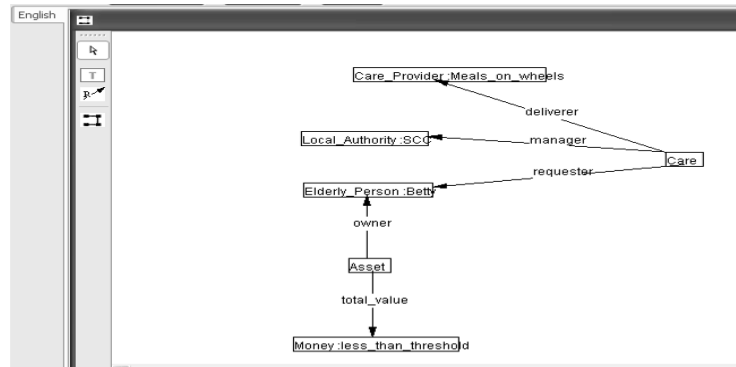 English
T
R
Care_Provider :Meals_on_wheels
deliverer
Local_Authority :SCC
manager
Care
requester
Elderly_Person :Betty
owner
Asset
total_value
Money :less_than_threshold